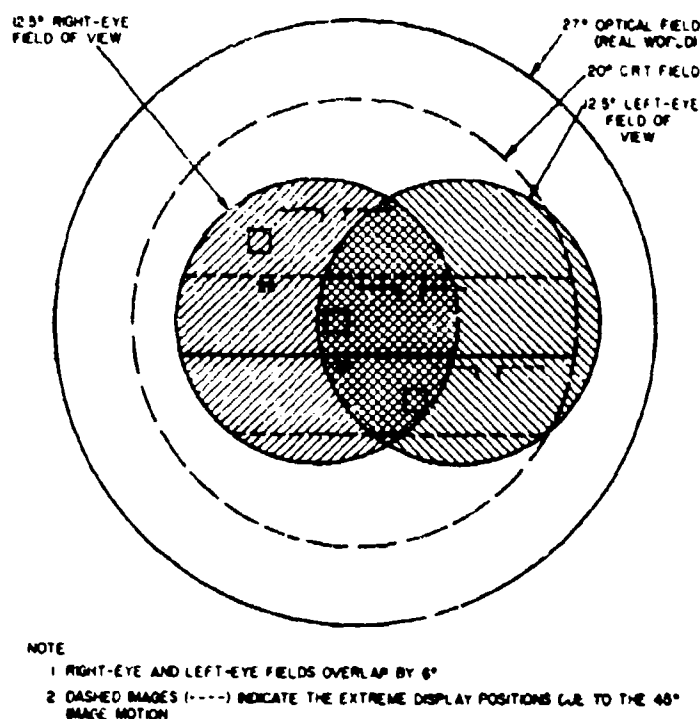 12.5° RIGHT-EYE
FIELD OF VIEW
27° OPTICAL FIELD
(REAL WORLD)
20° CRT FIELD
12.5° LEFT-EYE
FIELD OF
VIEW
NOTE
1 RIGHT-EYE AND LEFT-EYE FIELDS OVERLAP BY 6°
2 DASHED IMAGES (----) INDICATE THE EXTREME DISPLAY POSITIONS DUE TO THE
IMAGE MOTION